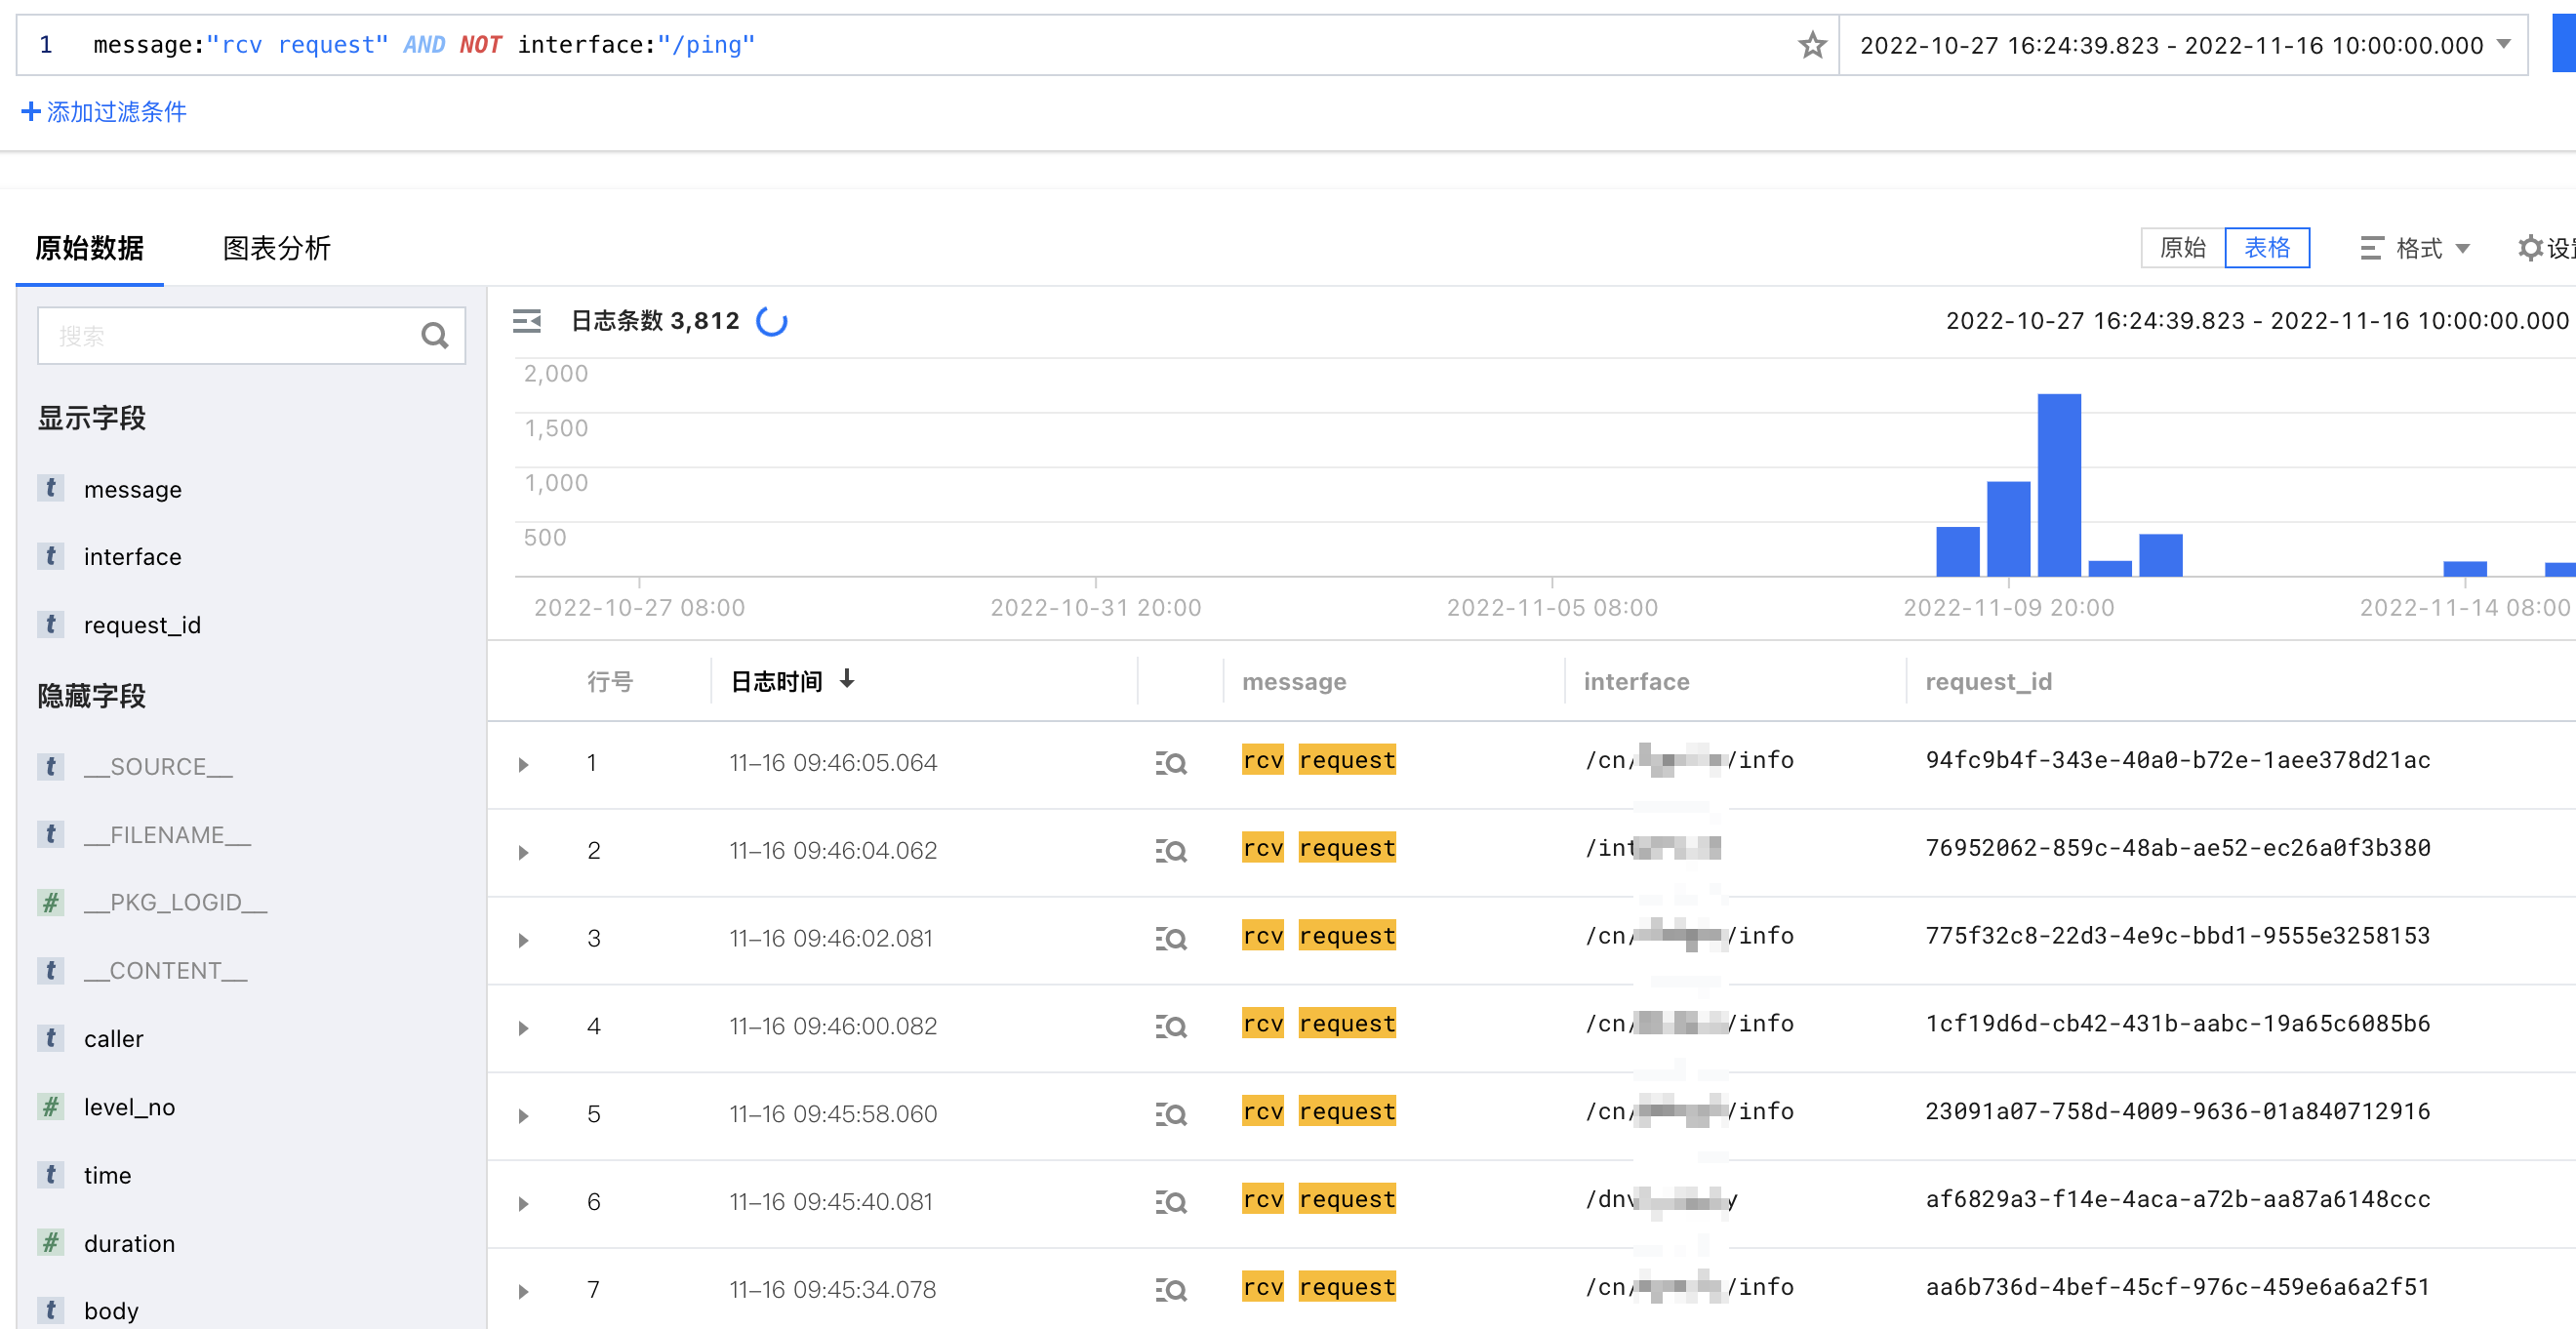 1 message:"rcv request" AND NOT interface:"/ping"
2022-10-27 16:24:39.823 - 2022-11-16 10:00:00.000
添加过滤条件
原始数据 图表分析
原始 表格 格式
搜索
日志条数 3,812
2022-10-27 16:24:39.823 - 2022-11-16 10:00:00.000
显示字段
message
interface
request_id
隐藏字段
__SOURCE__
__FILENAME__
__PKG_LOGID__
__CONTENT__
caller
level_no
time
duration
body
2,000
1,500
1,000
500
2022-10-27 08:00 2022-10-31 20:00 2022-11-05 08:00 2022-11-09 20:00 2022-11-14 08:00
行号 日志时间 message interface request_id
1 11-16 09:46:05.064 rcv request /cn/ /info 94fc9b4f-343e-40a0-b72e-1aee378d21ac
2 11-16 09:46:04.062 rcv request /int 76952062-859c-48ab-ae52-ec26a0f3b380
3 11-16 09:46:02.081 rcv request /cn/ /info 775f32c8-22d3-4e9c-bbd1-9555e3258153
4 11-16 09:46:00.082 rcv request /cn/ /info 1cf19d6d-cb42-431b-aabc-19a65c6085b6
5 11-16 09:45:58.060 rcv request /cn/ /info 23091a07-758d-4009-9636-01a840712916
6 11-16 09:45:40.081 rcv request af6829a3-f14e-4aca-a72b-aa87a6148ccc
7 11-16 09:45:34.078 rcv request /cn/ /info aa6b736d-4bef-45cf-976c-459e6a6a2f51